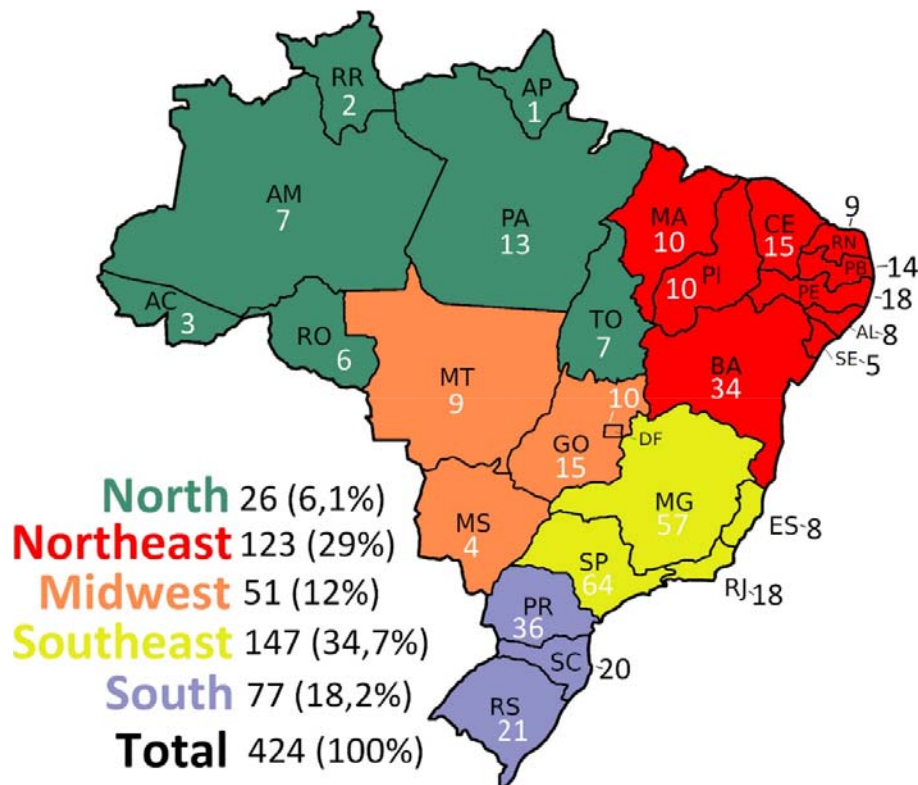 RR
2
AP
1
AM
7
PA
13
MA
10
CE
15
9
RN
PB
14
PI
10
PE
18
AL
8
SE
5
AC
3
RO
6
TO
7
BA
34
MT
9
10
DF
GO
15
MG
57
ES
8
MS
4
SP
64
RJ
18
PR
36
SC
20
RS
21
North 26 (6,1%)
Northeast 123 (29%)
Midwest 51 (12%)
Southeast 147 (34,7%)
South 77 (18,2%)
Total 424 (100%)